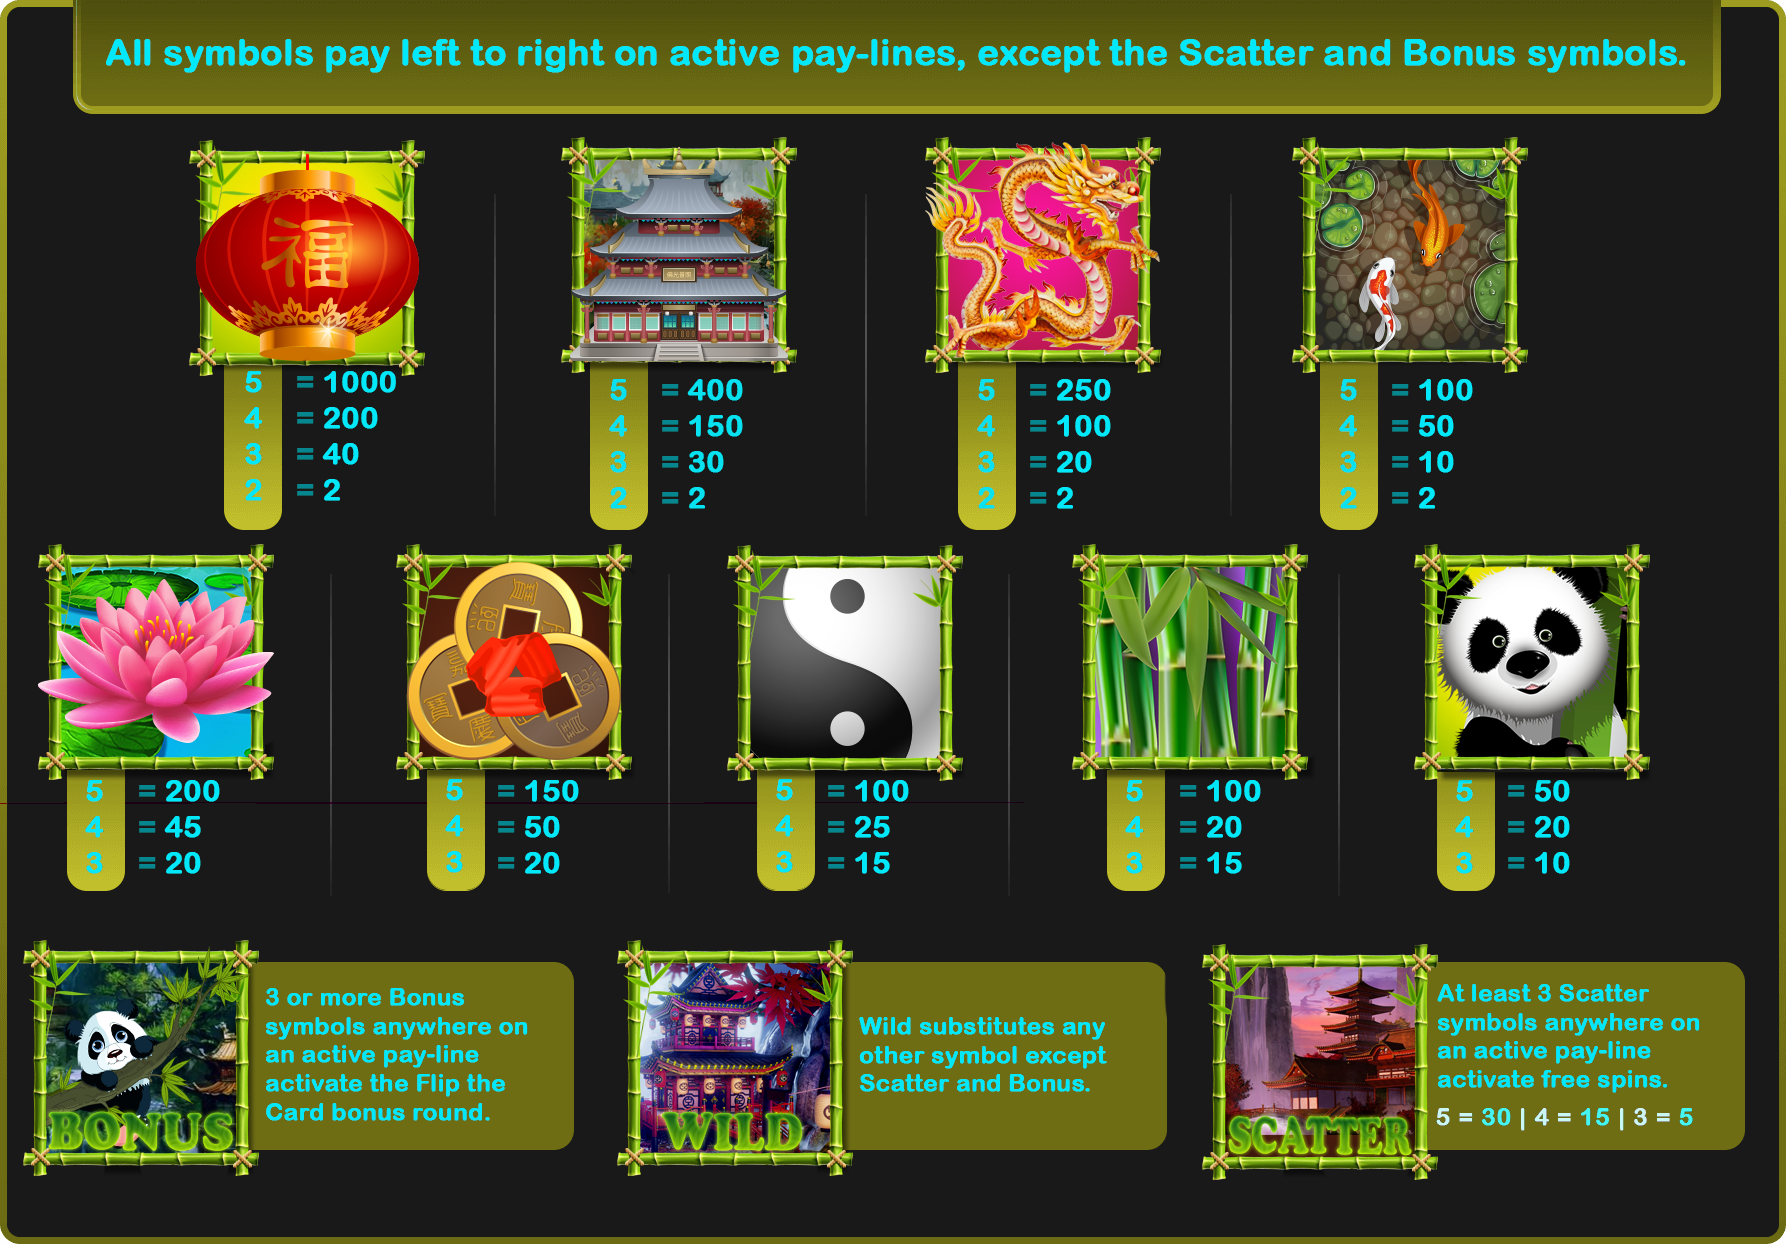 All symbols pay left to right on active pay-lines, except the Scatter and Bonus symbols.
福
5 = 1000
4 = 200
3 = 40
2 = 2
5 = 400
4 = 150
3 = 30
2 = 2
5 = 250
4 = 100
3 = 20
2 = 2
5 = 100
4 = 50
3 = 10
2 = 2
5 = 200
4 = 45
3 = 20
5 = 150
4 = 50
3 = 20
5 = 100
4 = 25
3 = 15
5 = 100
4 = 20
3 = 15
5 = 50
4 = 20
3 = 10
BONUS
3 or more Bonus
symbols anywhere on
an active pay-line
activate the Flip the
Card bonus round.
WILD
Wild substitutes any
other symbol except
Scatter and Bonus.
SCATTER
At least 3 Scatter
symbols anywhere on
an active pay-line
activate free spins.
5 = 30 | 4 = 15 | 3 = 5